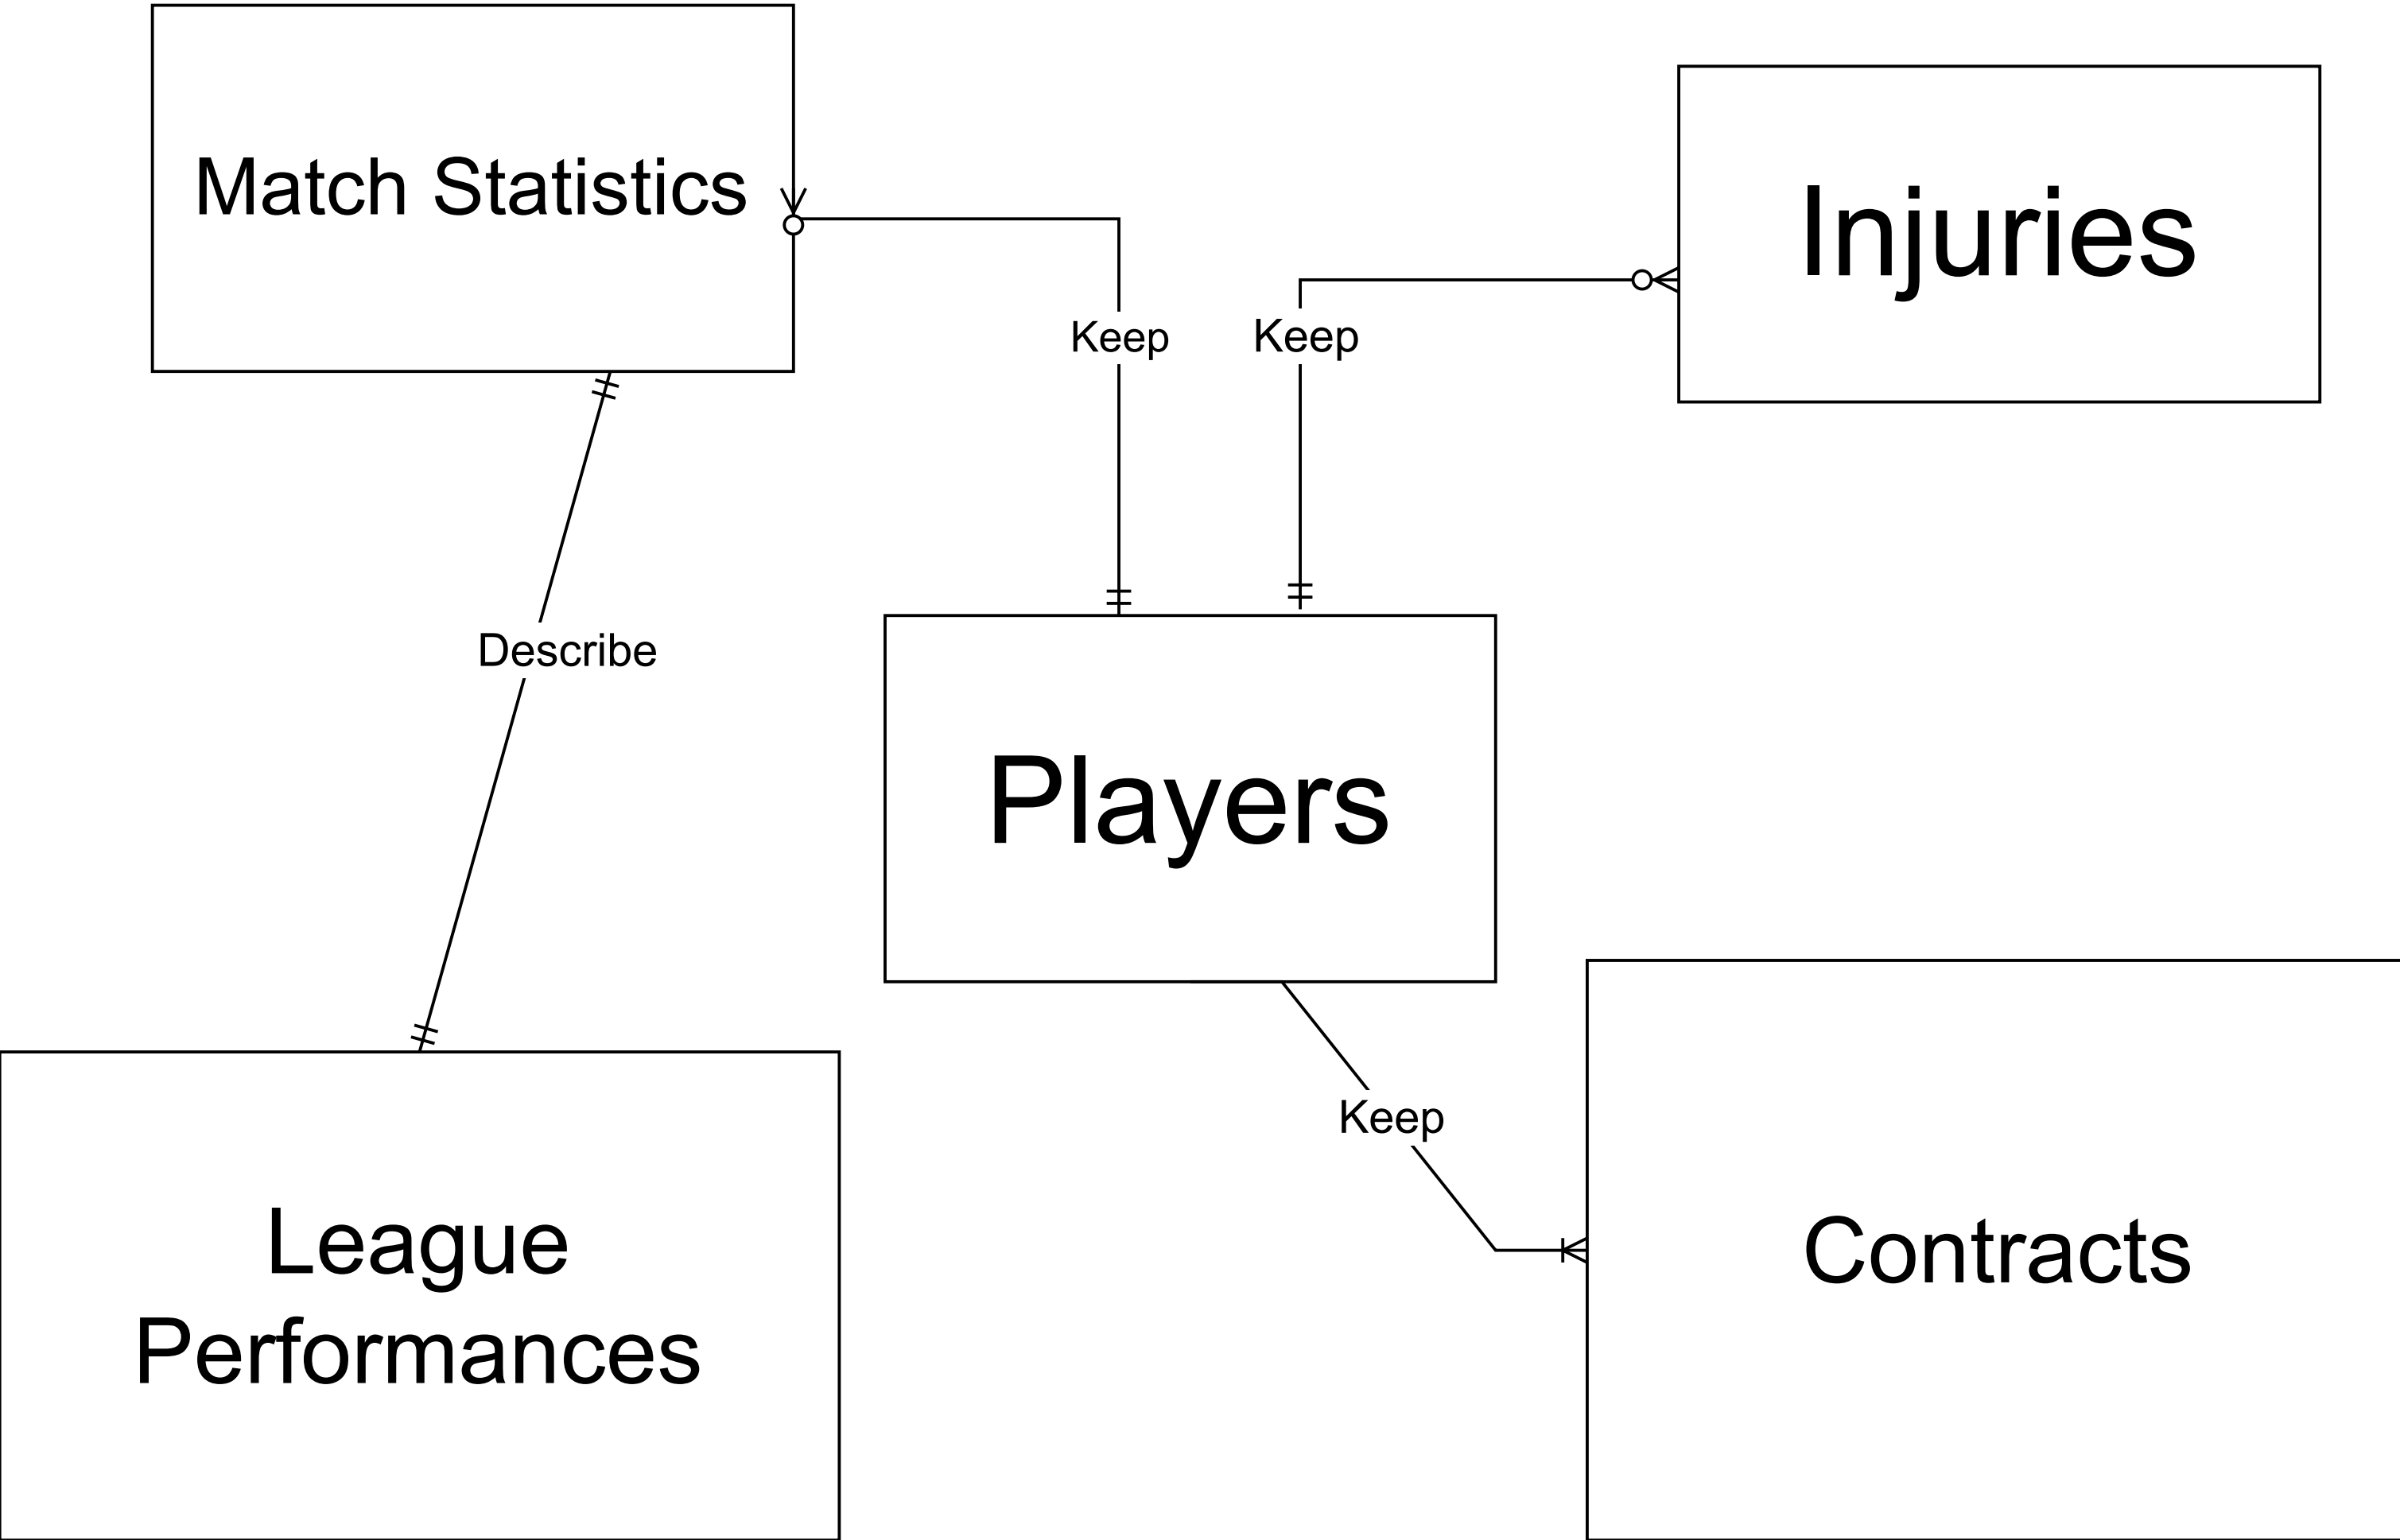 Match Statistics
Injuries
Keep
Keep
Describe
Players
Keep
League
Performances
Contracts